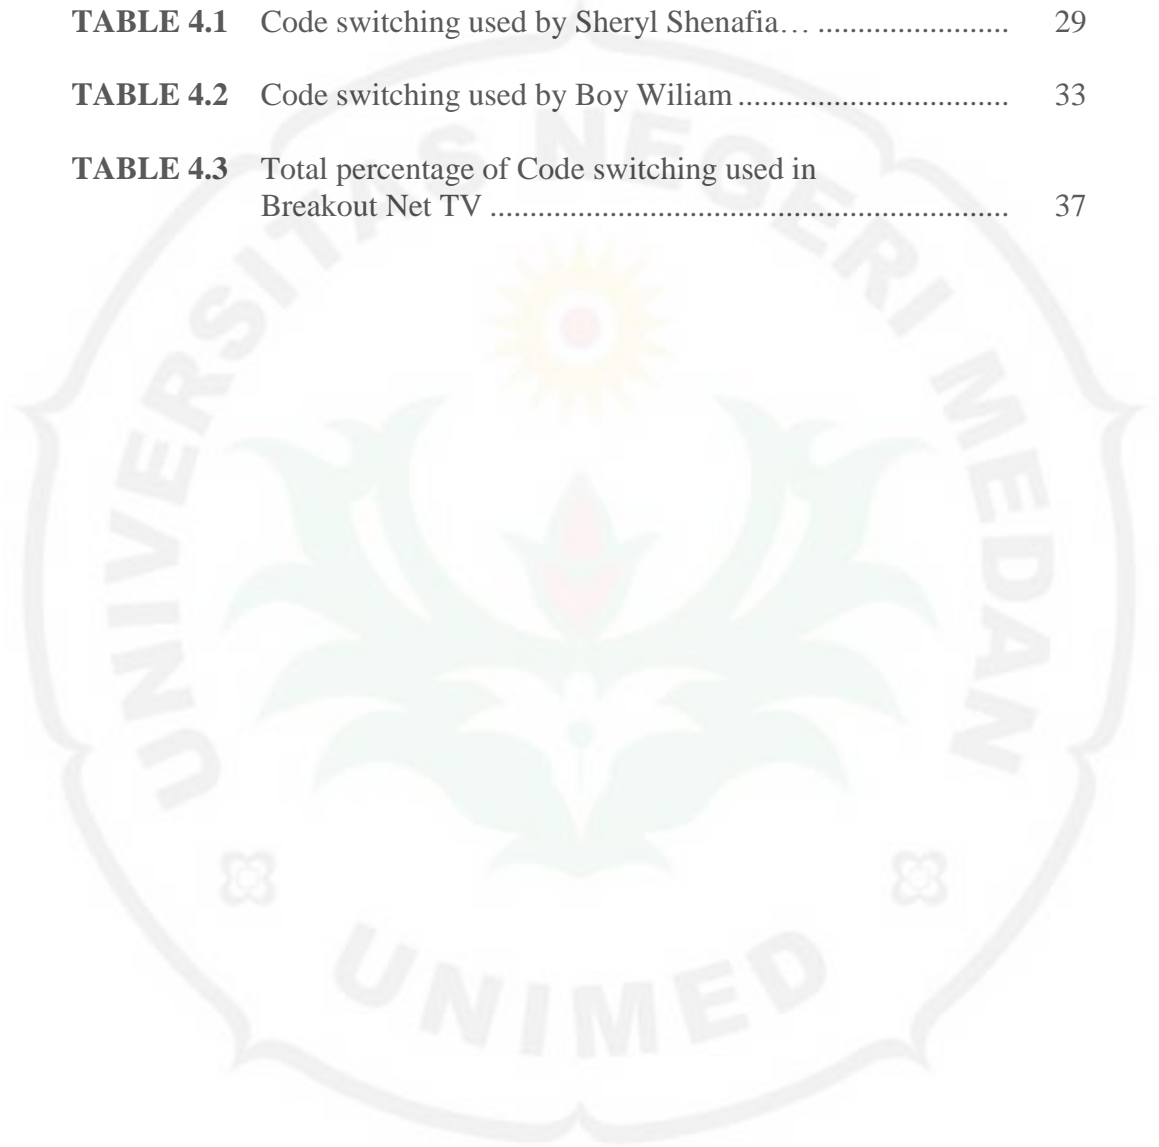 TABLE 4.1 Code switching used by Sheryl Shenafia… ........................ 29
TABLE 4.2 Code switching used by Boy Wiliam .................................. 33
TABLE 4.3 Total percentage of Code switching used in
Breakout Net TV .................................................................. 37
UNIVERSITAS NEGERI MEDAN
UNIMED